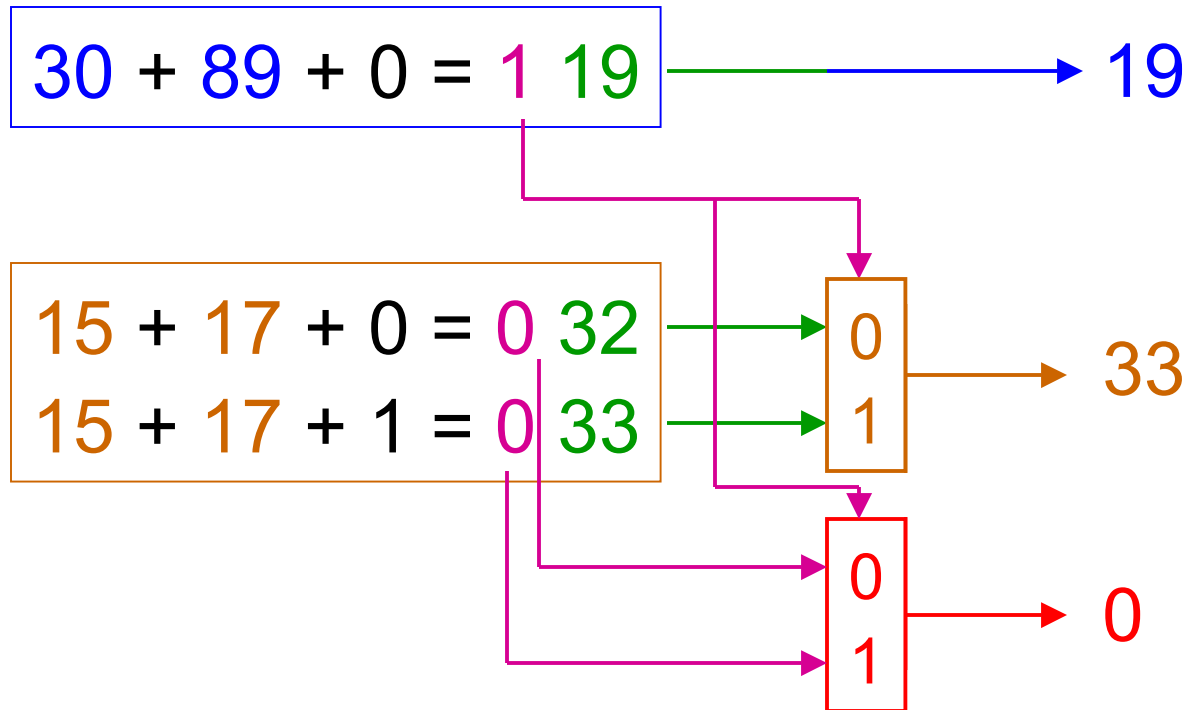 30 + 89 + 0 = 1 19 19
15 + 17 + 0 = 0 32
0
33
15 + 17 + 1 = 0 33
1
0
0
1